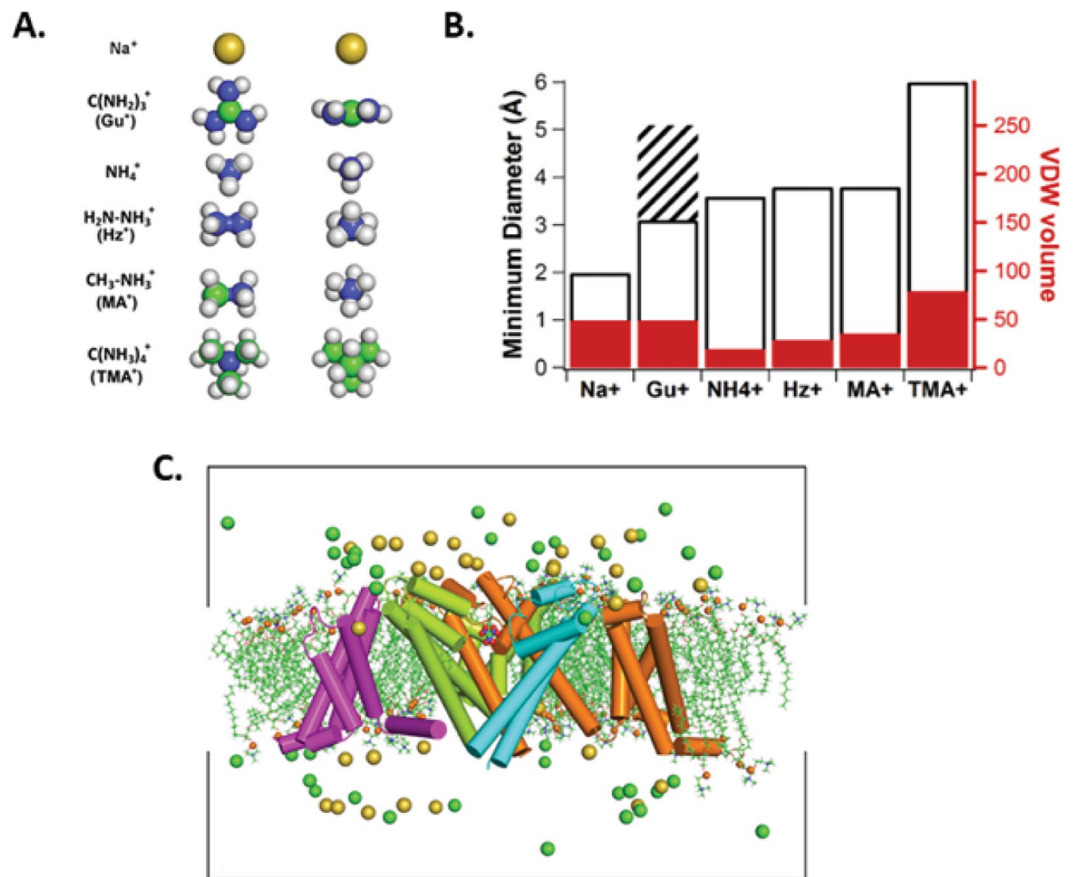 A.
Na⁺
C(NH₂)₃⁺
(Gu⁺)
NH₄⁺
H₂N-NH₃⁺
(Hz⁺)
CH₃-NH₃⁺
(MA⁺)
C(NH₃)₄⁺
(TMA⁺)
B.
Minimum Diameter (Å)
6
5
4
3
2
1
0
Na+ Gu+ NH4+ Hz+ MA+ TMA+
250
200
150
100
50
0
VDW volume
C.